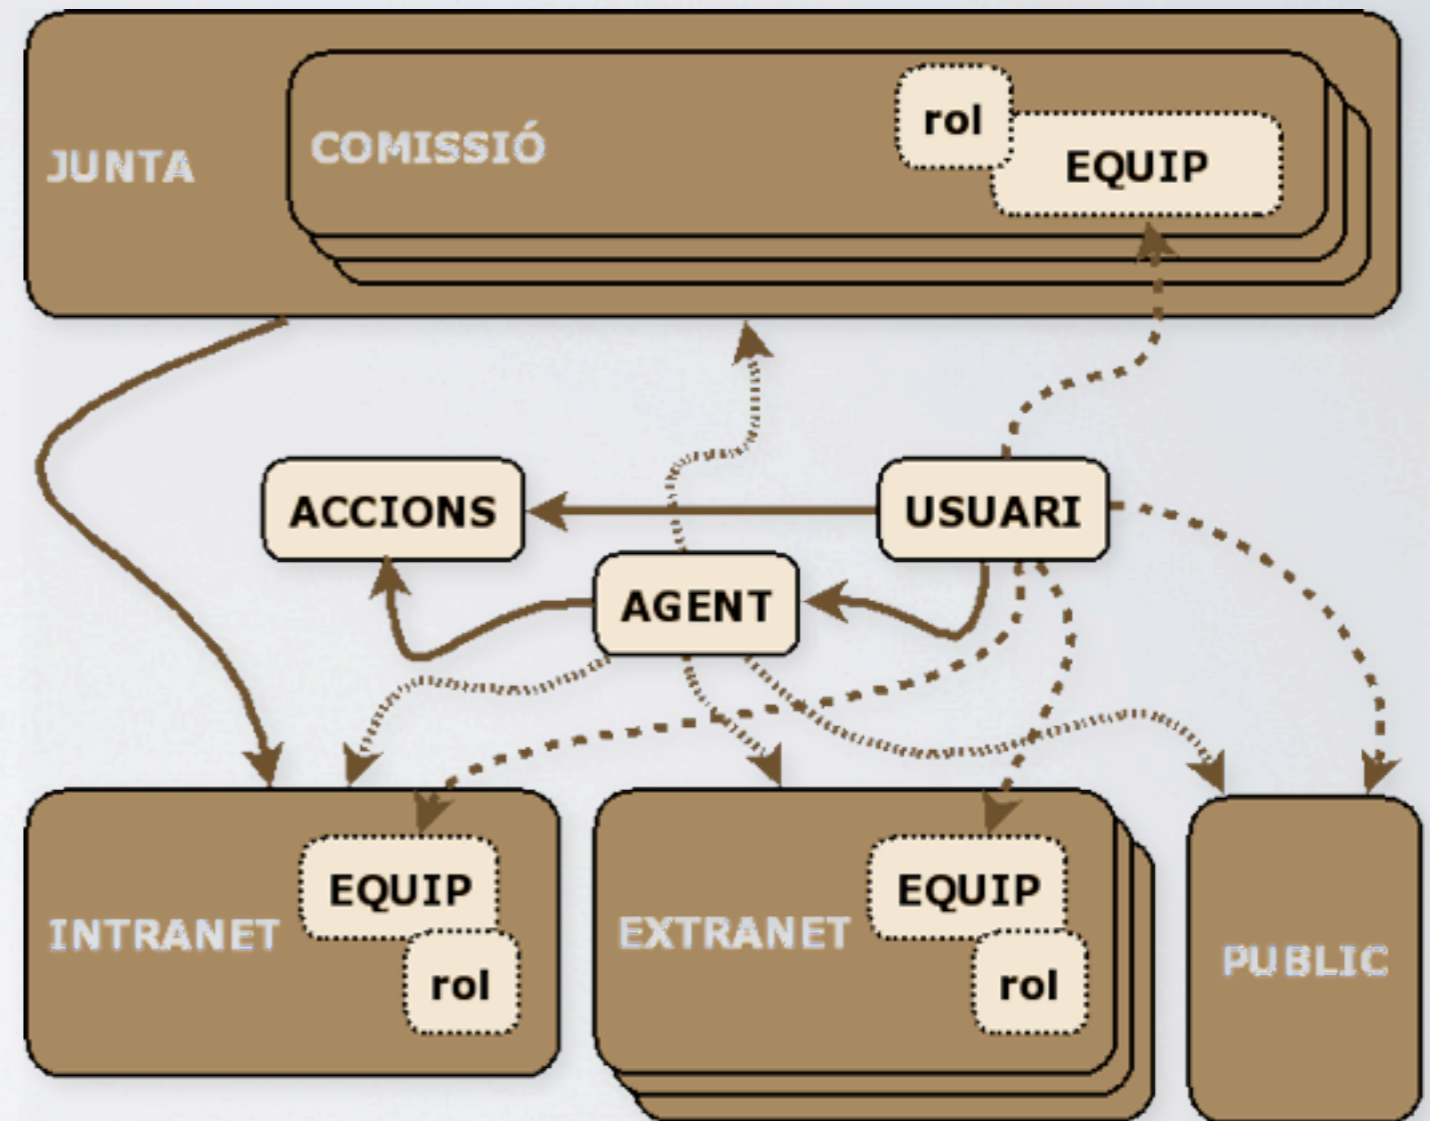 rol
COMISSIÓ
JUNTA
EQUIP
ACCIONS
USUARI
AGENT
EQUIP
EQUIP
INTRANET
EXTRANET
PUBLIC
rol
rol